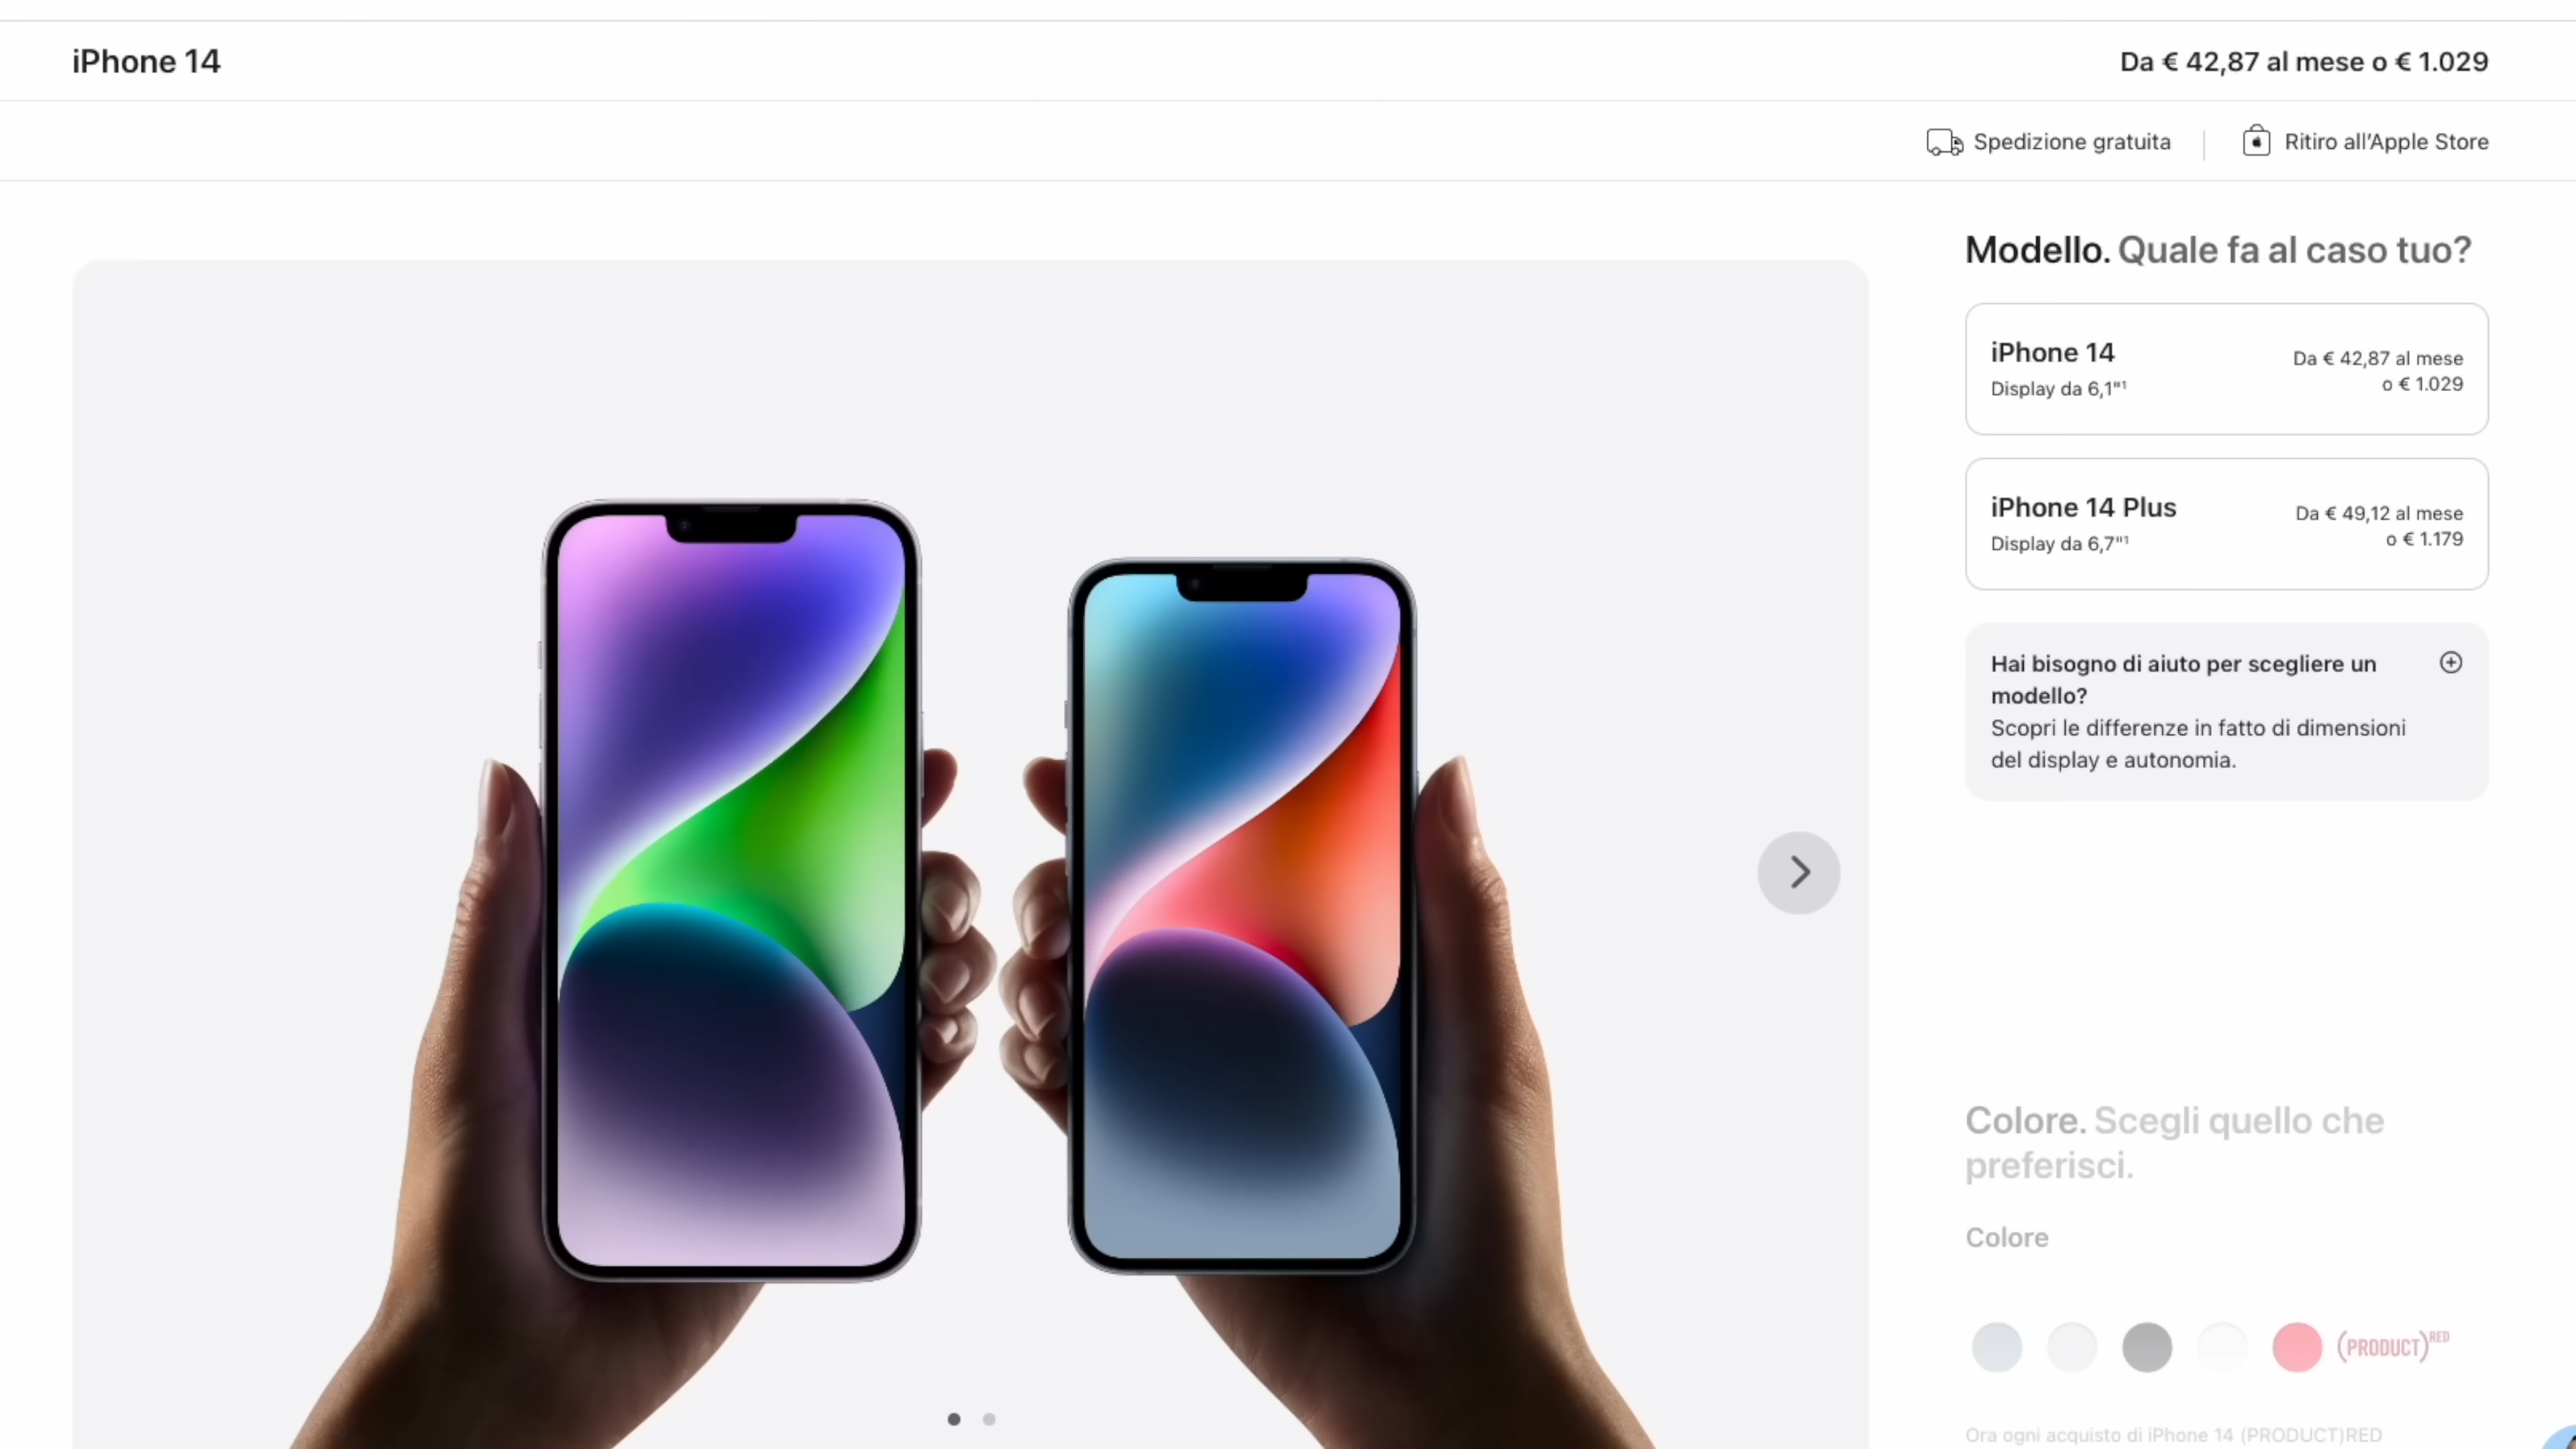 iPhone 14
Da € 42,87 al mese o € 1.029
Spedizione gratuita
Ritiro all'Apple Store
Modello. Quale fa al caso tuo?
iPhone 14
Da € 42,87 al mese
o € 1.029
Display da 6,1"¹
iPhone 14 Plus
Da € 49,12 al mese
o € 1.179
Display da 6,7"¹
Hai bisogno di aiuto per scegliere un
modello?
Scopri le differenze in fatto di dimensioni
del display e autonomia.
Colore. Scegli quello che
preferisci.
Colore
(PRODUCT)RED
Ora ogni acquisto di iPhone 14 (PRODUCT)RED